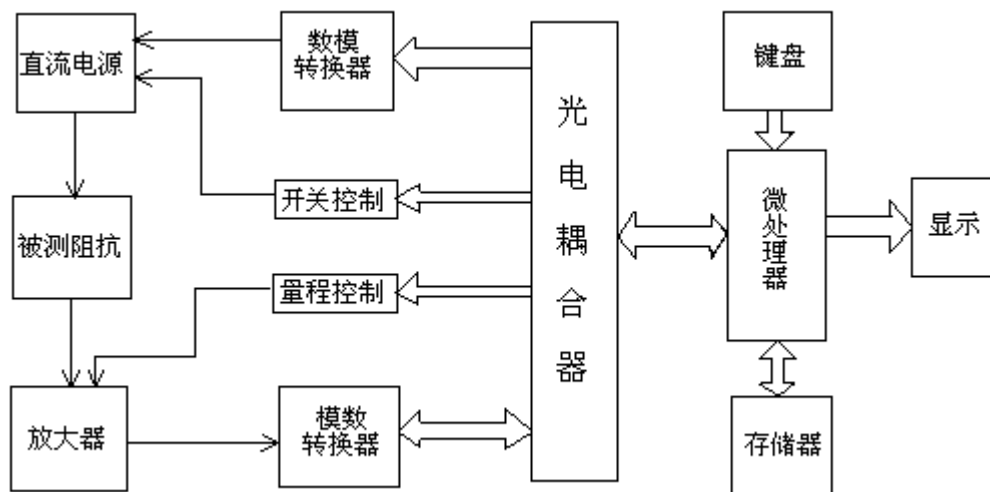 直流电源
数模
转换器
光电耦合器
键盘
开关控制
微处理器
显示
被测阻抗
量程控制
放大器
模数
转换器
存储器